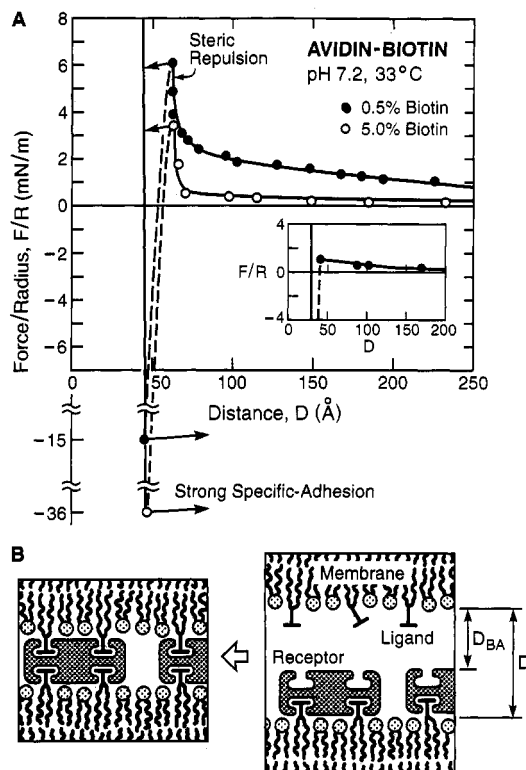 A
Steric
Repulsion
AVIDIN-BIOTIN
pH 7.2, 33°C
● 0.5% Biotin
○ 5.0% Biotin
Force/Radius, F/R (mN/m)
6
4
2
0
-2
-4
-6
-15
-36
4
F/R 0
-4
0 50 100 150 200
D
0 50 100 150 200 250
Distance, D (Å)
Strong Specific-Adhesion
B
Membrane
Ligand
Receptor
D_BA
D